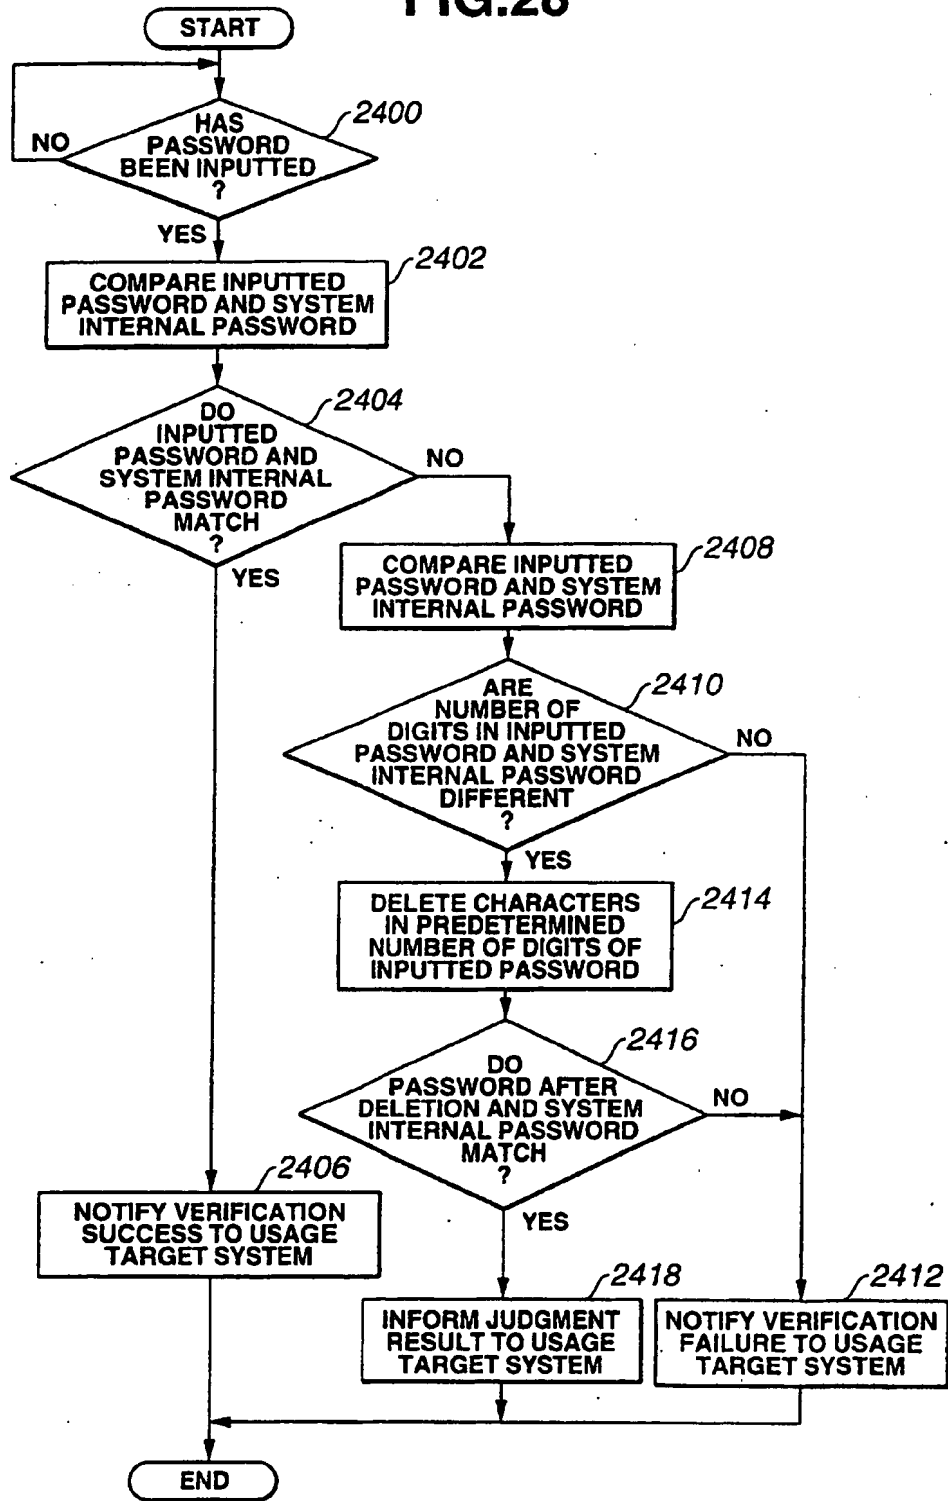 FIG.28
START
2400
HAS
PASSWORD
BEEN INPUTTED
?
NO
YES
2402
COMPARE INPUTTED
PASSWORD AND SYSTEM
INTERNAL PASSWORD
2404
DO
INPUTTED
PASSWORD AND
SYSTEM INTERNAL
PASSWORD
MATCH
?
NO
YES
2408
COMPARE INPUTTED
PASSWORD AND SYSTEM
INTERNAL PASSWORD
2410
ARE
NUMBER OF
DIGITS IN INPUTTED
PASSWORD AND SYSTEM
INTERNAL PASSWORD
DIFFERENT
?
NO
YES
2414
DELETE CHARACTERS
IN PREDETERMINED
NUMBER OF DIGITS OF
INPUTTED PASSWORD
2416
DO
PASSWORD AFTER
DELETION AND SYSTEM
INTERNAL PASSWORD
MATCH
?
NO
YES
2406
NOTIFY VERIFICATION
SUCCESS TO USAGE
TARGET SYSTEM
2418
INFORM JUDGMENT
RESULT TO USAGE
TARGET SYSTEM
2412
NOTIFY VERIFICATION
FAILURE TO USAGE
TARGET SYSTEM
END